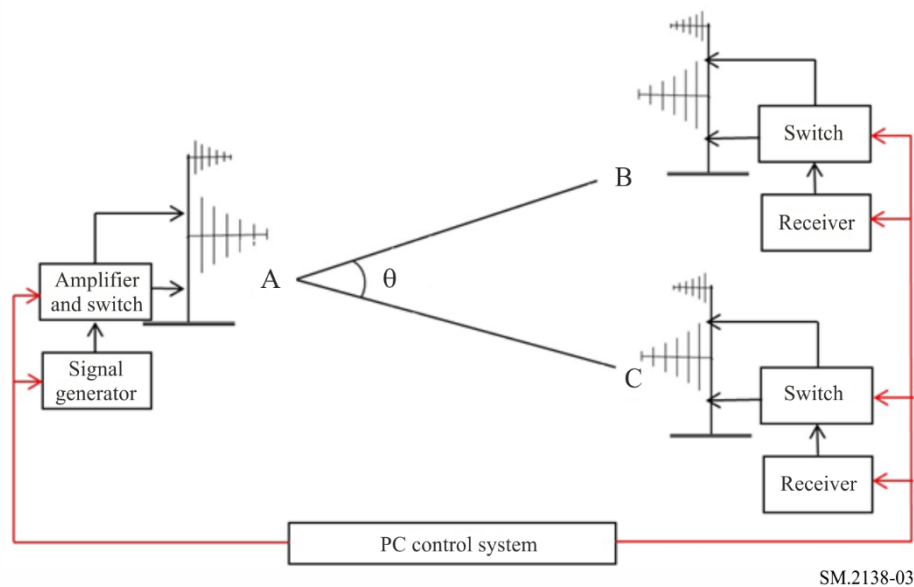 B
Switch
Receiver
A
θ
Amplifier
and switch
Signal
generator
C
Switch
Receiver
PC control system
SM.2138-03